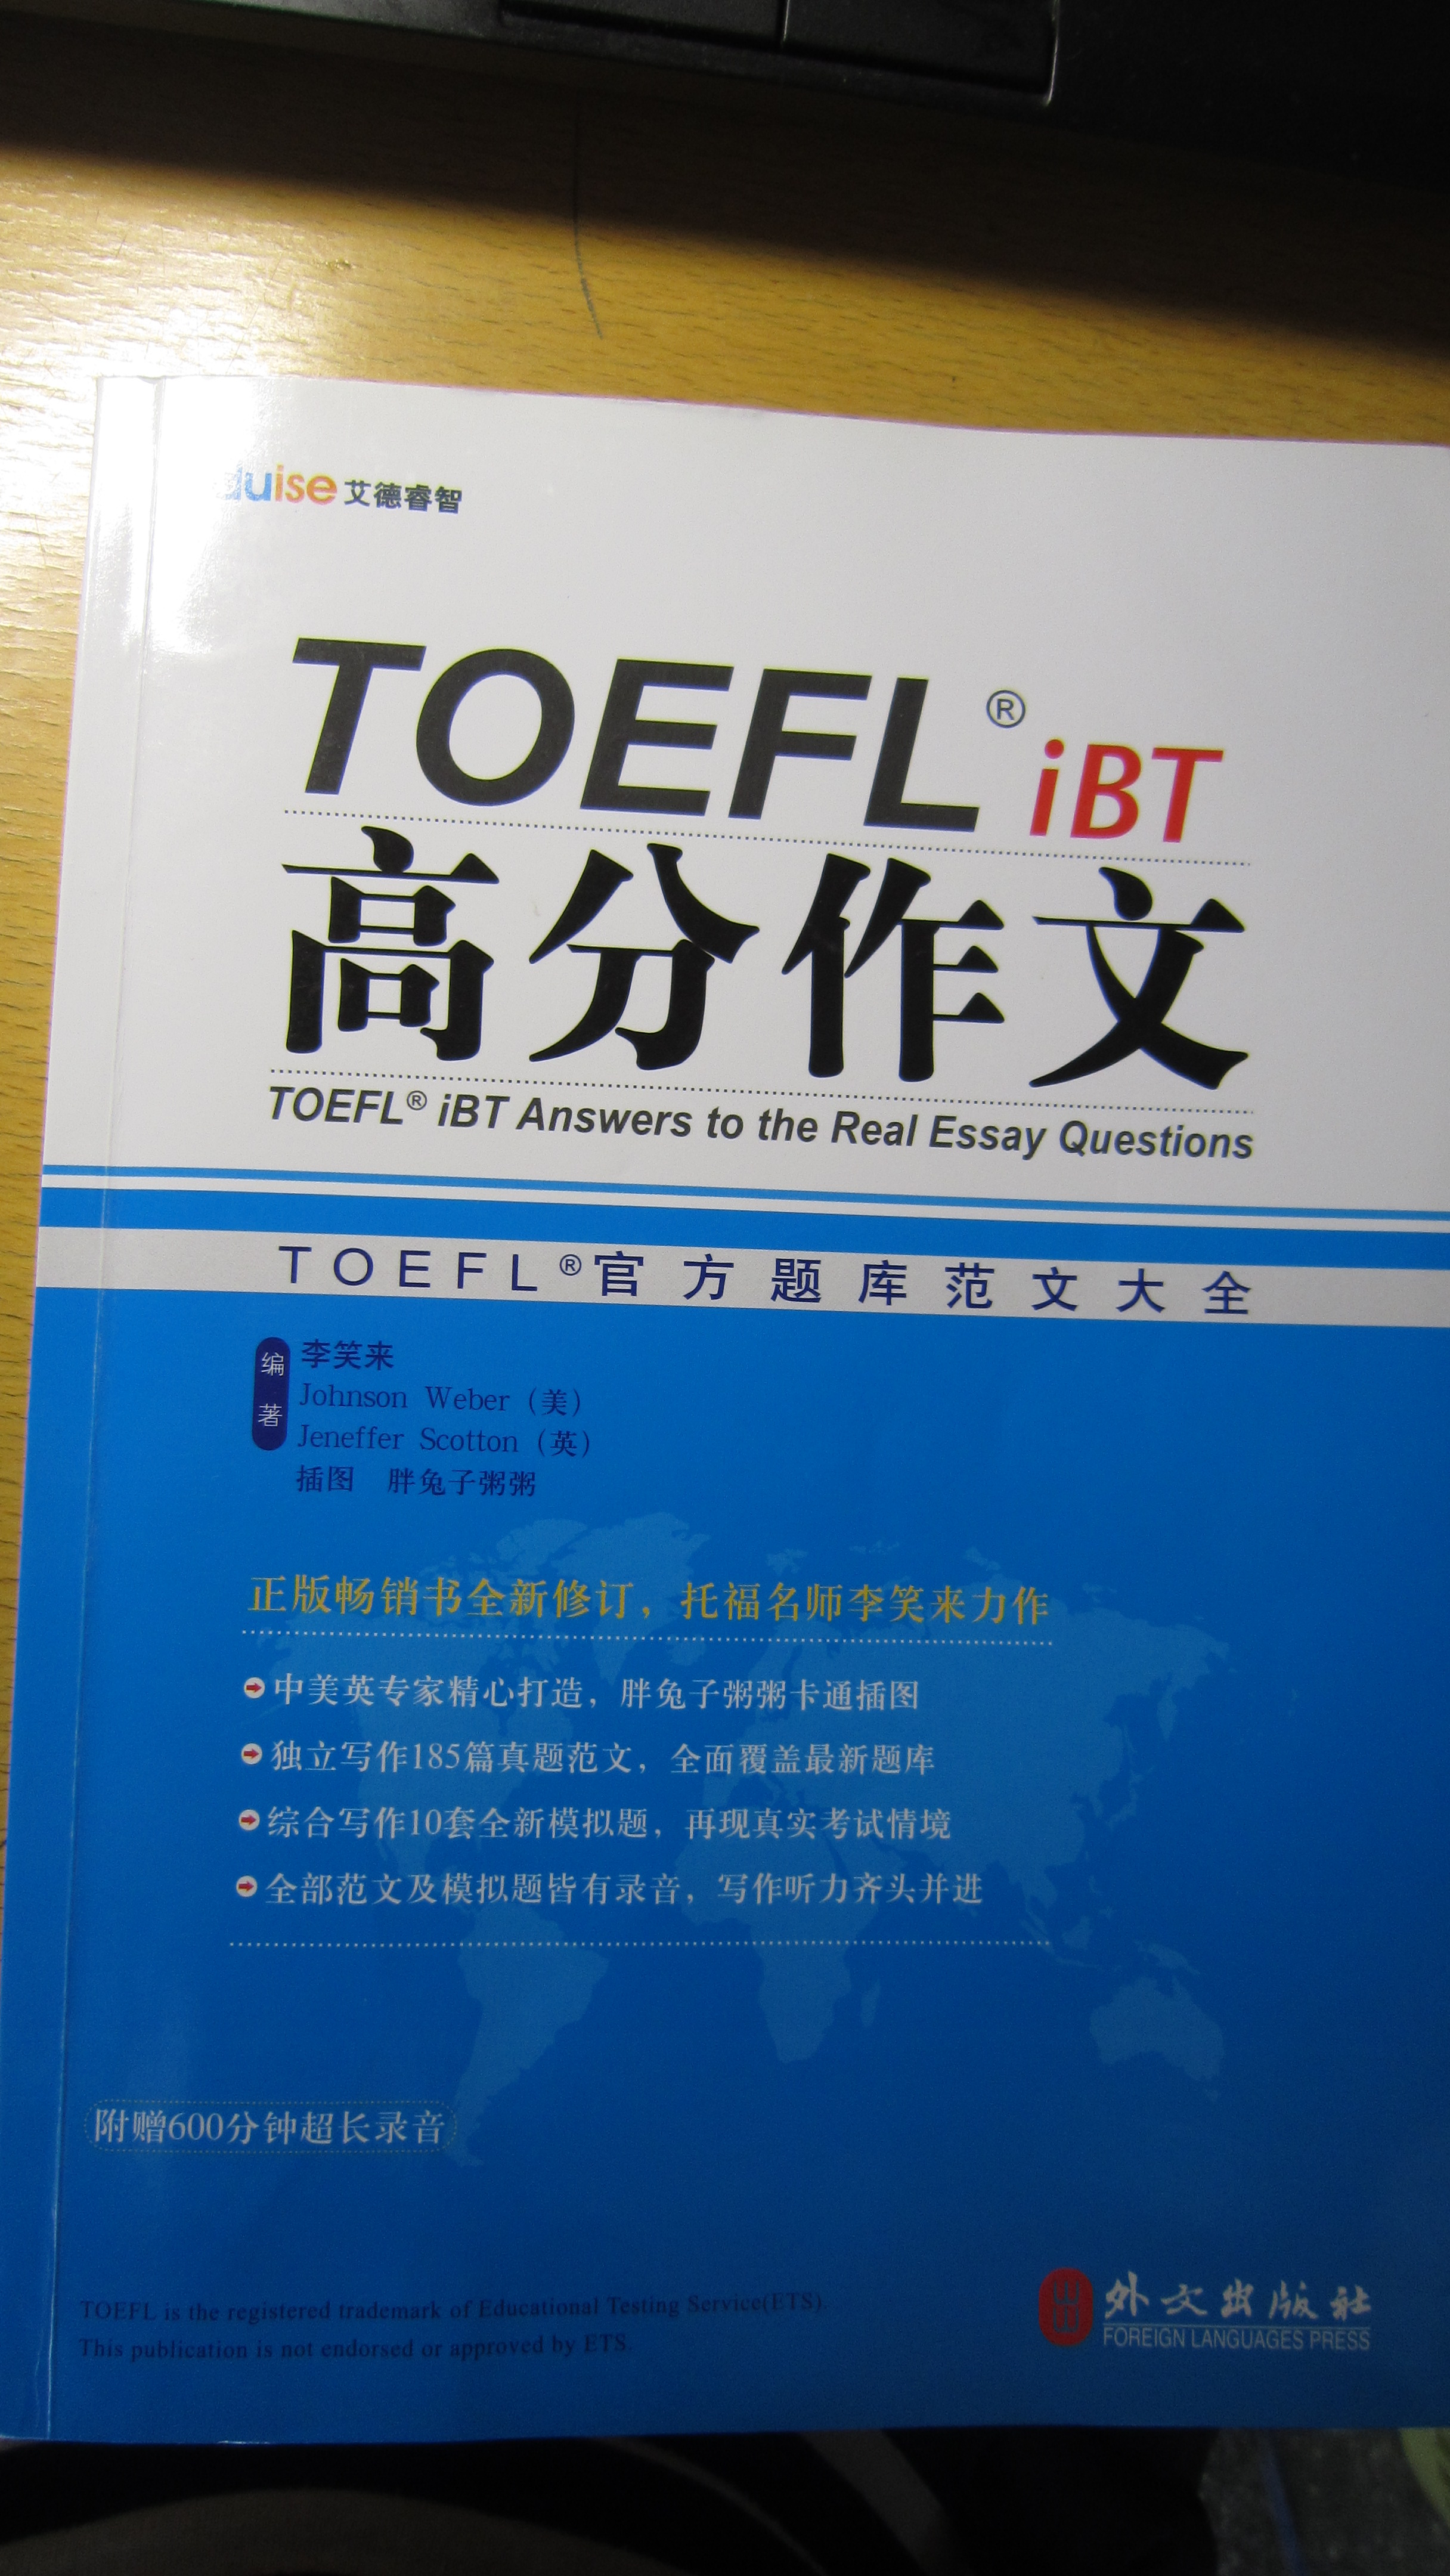 艾德睿智
TOEFL® iBT
高分作文
TOEFL® iBT Answers to the Real Essay Questions
TOEFL®官方题库范文大全
编著
李笑来
Johnson Weber（美）
Jeneffer Scotton（英）
插图 胖兔子粥粥
正版畅销书全新修订，托福名师李笑来力作
中美英专家精心打造，胖兔子粥粥卡通插图
独立写作185篇真题范文，全面覆盖最新题库
综合写作10套全新模拟题，再现真实考试情境
全部范文及模拟题皆有录音，写作听力齐头并进
附赠600分钟超长录音
TOEFL is the registered trademark of Educational Testing Service(ETS).
This publication is not endorsed or approved by ETS.
外文出版社
FOREIGN LANGUAGES PRESS